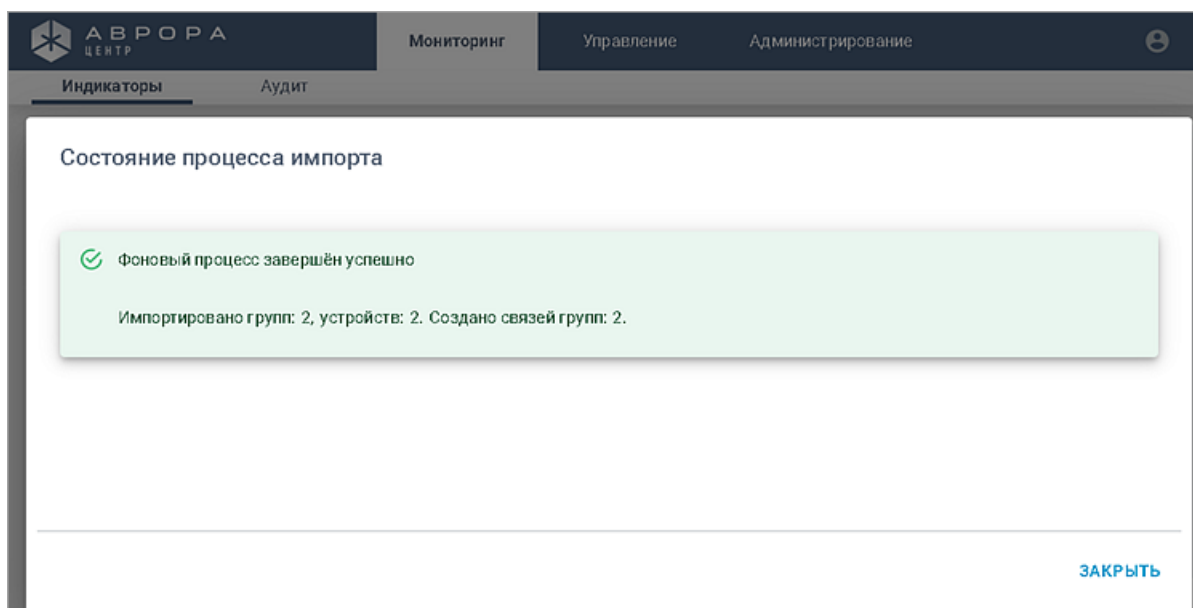 АВРОРА
ЦЕНТР
Мониторинг Управление Администрирование
Индикаторы Аудит
Состояние процесса импорта
Фоновый процесс завершён успешно
Импортировано групп: 2, устройств: 2. Создано связей групп: 2.
ЗАКРЫТЬ